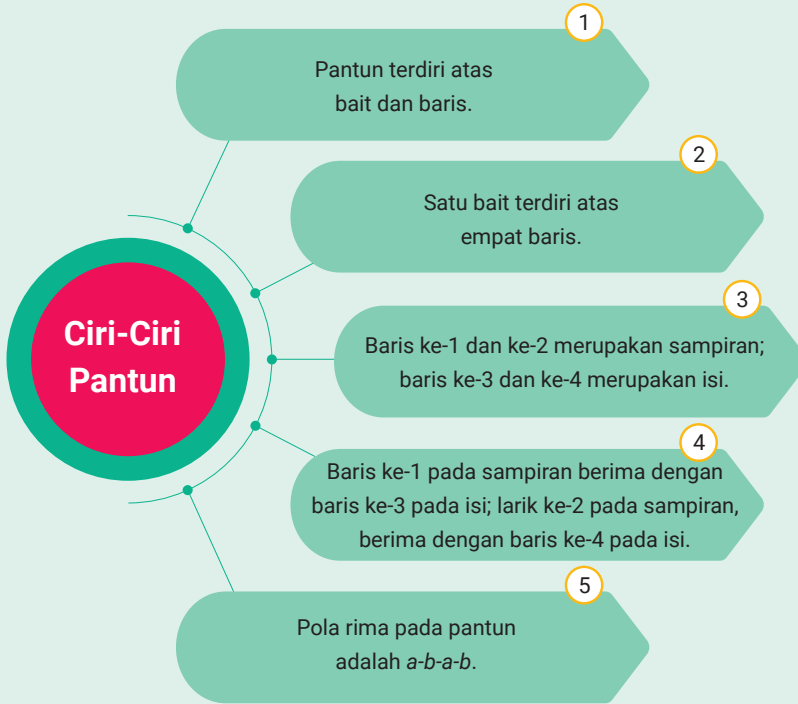 Ciri-Ciri
Pantun
1
Pantun terdiri atas
bait dan baris.
2
Satu bait terdiri atas
empat baris.
3
Baris ke-1 dan ke-2 merupakan sampiran;
baris ke-3 dan ke-4 merupakan isi.
4
Baris ke-1 pada sampiran berima dengan
baris ke-3 pada isi; larik ke-2 pada sampiran,
berima dengan baris ke-4 pada isi.
5
Pola rima pada pantun
adalah a-b-a-b.